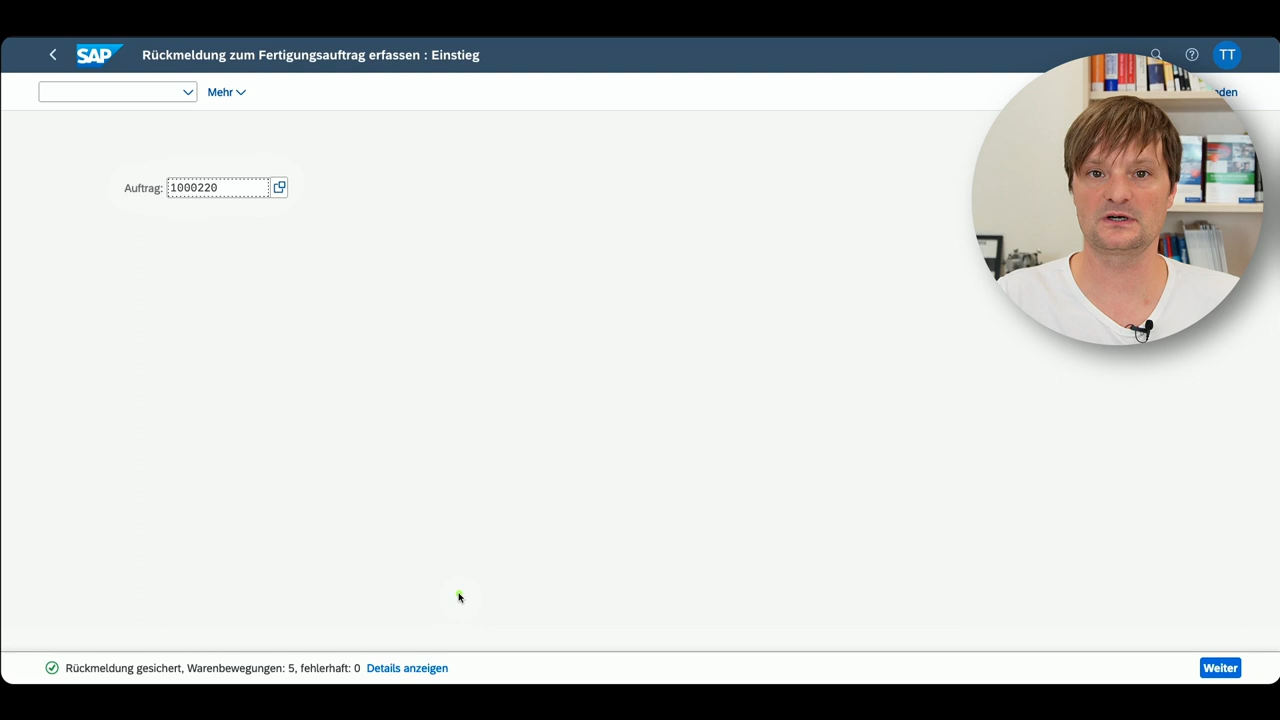 SAP Rückmeldung zum Fertigungsauftrag erfassen : Einstieg
TT
Mehr
Auftrag: 1000220
Rückmeldung gesichert, Warenbewegungen: 5, fehlerhaft: 0 Details anzeigen
Weiter